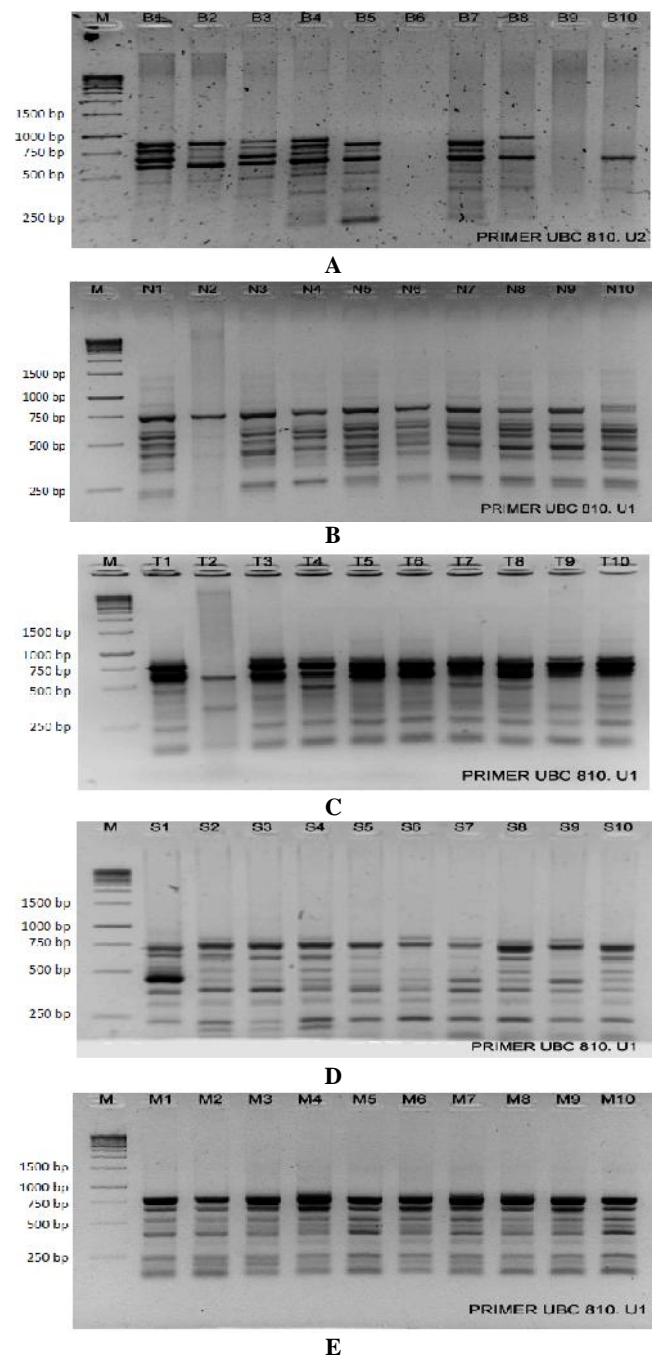 M B1 B2 B3 B4 B5 B6 B7 B8 B9 B10
1500 bp
1000 bp
750 bp
500 bp
250 bp
PRIMER UBC 810. U2
A
M N1 N2 N3 N4 N5 N6 N7 N8 N9 N10
1500 bp
1000 bp
750 bp
500 bp
250 bp
PRIMER UBC 810. U1
B
M T1 T2 T3 T4 T5 T6 T7 T8 T9 T10
1500 bp
1000 bp
750 bp
500 bp
250 bp
PRIMER UBC 810. U1
C
M S1 S2 S3 S4 S5 S6 S7 S8 S9 S10
1500 bp
1000 bp
750 bp
500 bp
250 bp
PRIMER UBC 810. U1
D
M M1 M2 M3 M4 M5 M6 M7 M8 M9 M10
1500 bp
1000 bp
750 bp
500 bp
250 bp
PRIMER UBC 810. U1
E